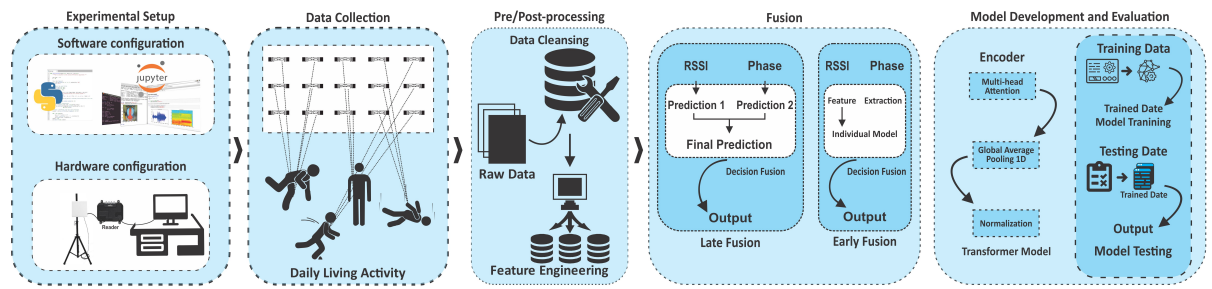 Experimental Setup
Software configuration
jupyter
Hardware configuration
Reader
Data Collection
Daily Living Activity
Pre/Post-processing
Data Cleansing
Raw Data
Feature Engineering
Fusion
RSSI Phase
Prediction 1 Prediction 2
Final Prediction
Decision Fusion
Output
Late Fusion
RSSI Phase
Feature Extraction
Individual Model
Decision Fusion
Output
Early Fusion
Model Development and Evaluation
Encoder
Multi-head
Attention
Global Average
Pooling 1D
Normalization
Transformer Model
Training Data
Trained Date
Model Tranining
Testing Date
Trained Date
Output
Model Testing